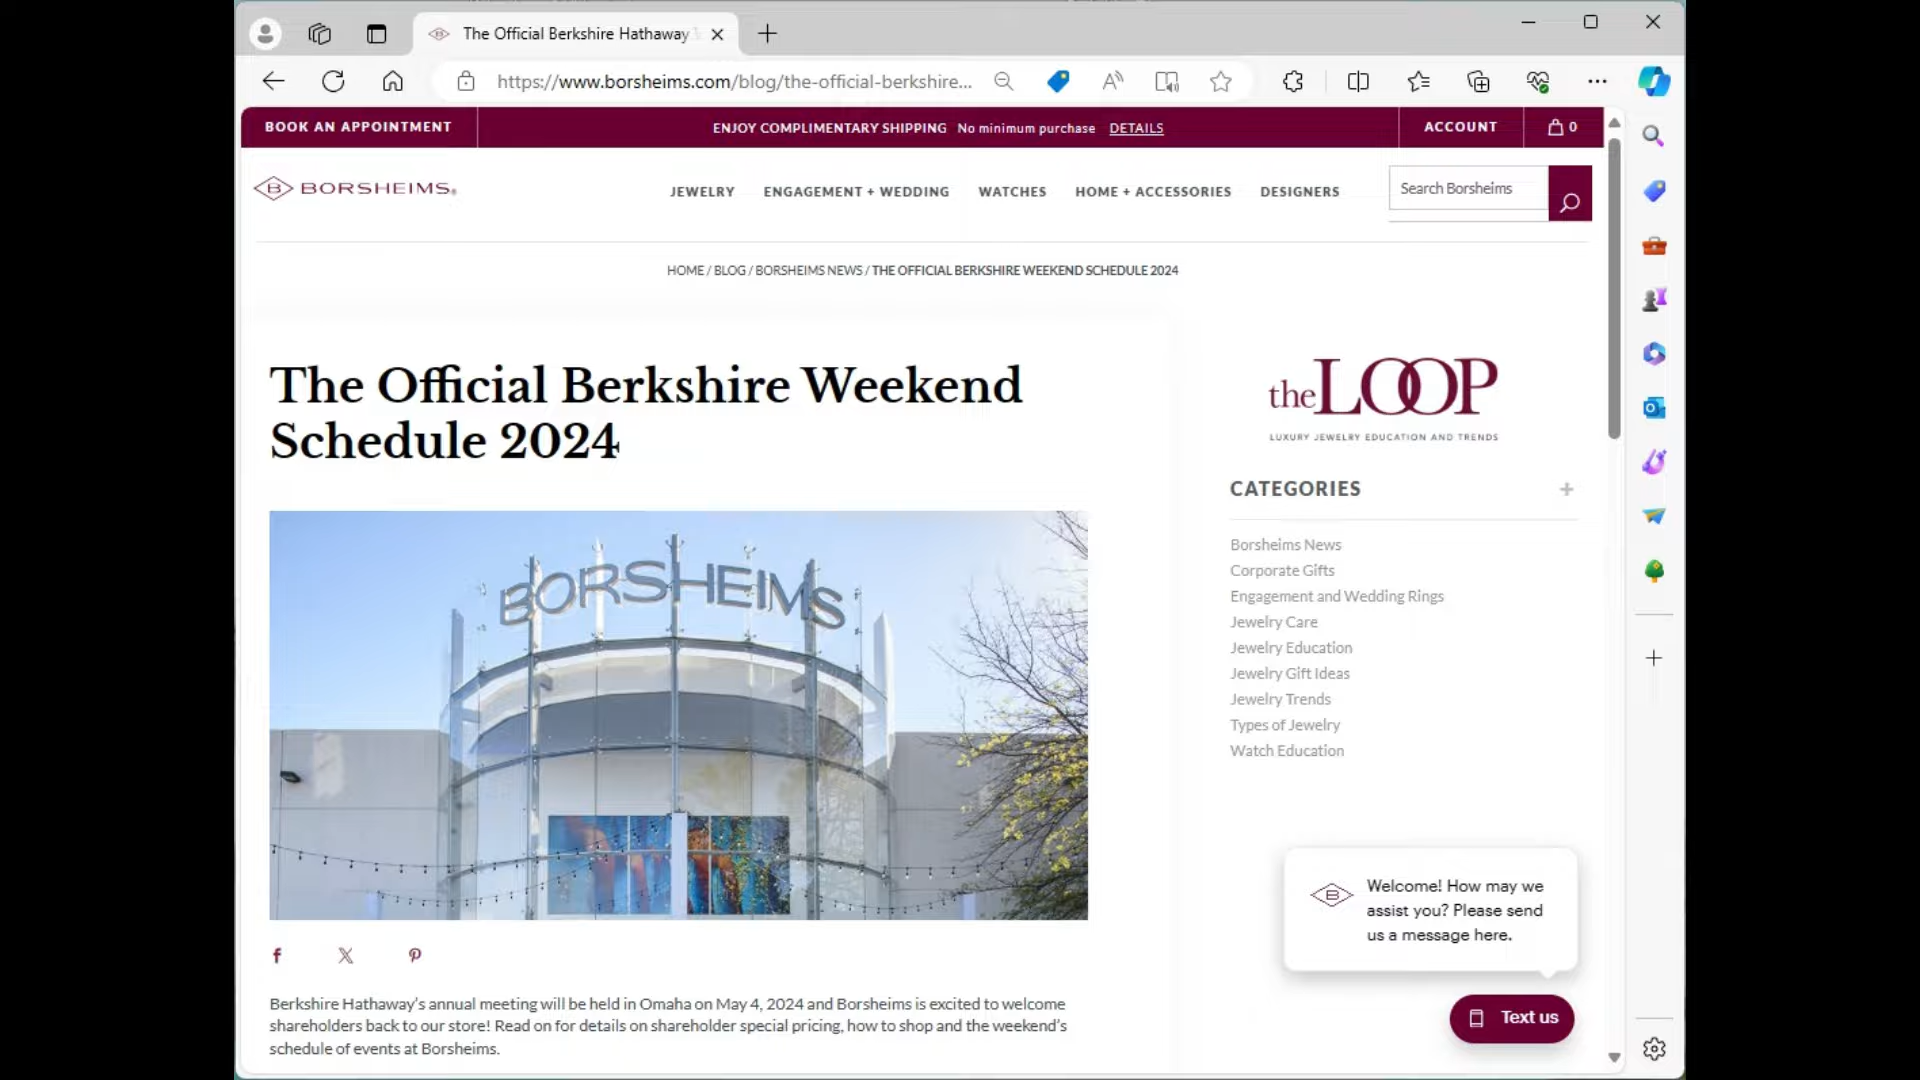 The Official Berkshire Hathaway
https://www.borsheims.com/blog/the-official-berkshire...
BOOK AN APPOINTMENT
ENJOY COMPLIMENTARY SHIPPING No minimum purchase DETAILS
ACCOUNT
0
BORSHEIMS
JEWELRY
ENGAGEMENT + WEDDING
WATCHES
HOME + ACCESSORIES
DESIGNERS
Search Borsheims
HOME / BLOG / BORSHEIMS NEWS / THE OFFICIAL BERKSHIRE WEEKEND SCHEDULE 2024
The Official Berkshire Weekend
Schedule 2024
BORSHEIMS
Berkshire Hathaway's annual meeting will be held in Omaha on May 4, 2024 and Borsheims is excited to welcome
shareholders back to our store! Read on for details on shareholder special pricing, how to shop and the weekend's
schedule of events at Borsheims.
the LOOP
LUXURY JEWELRY EDUCATION AND TRENDS
CATEGORIES
Borsheims News
Corporate Gifts
Engagement and Wedding Rings
Jewelry Care
Jewelry Education
Jewelry Gift Ideas
Jewelry Trends
Types of Jewelry
Watch Education
Welcome! How may we
assist you? Please send
us a message here.
Text us